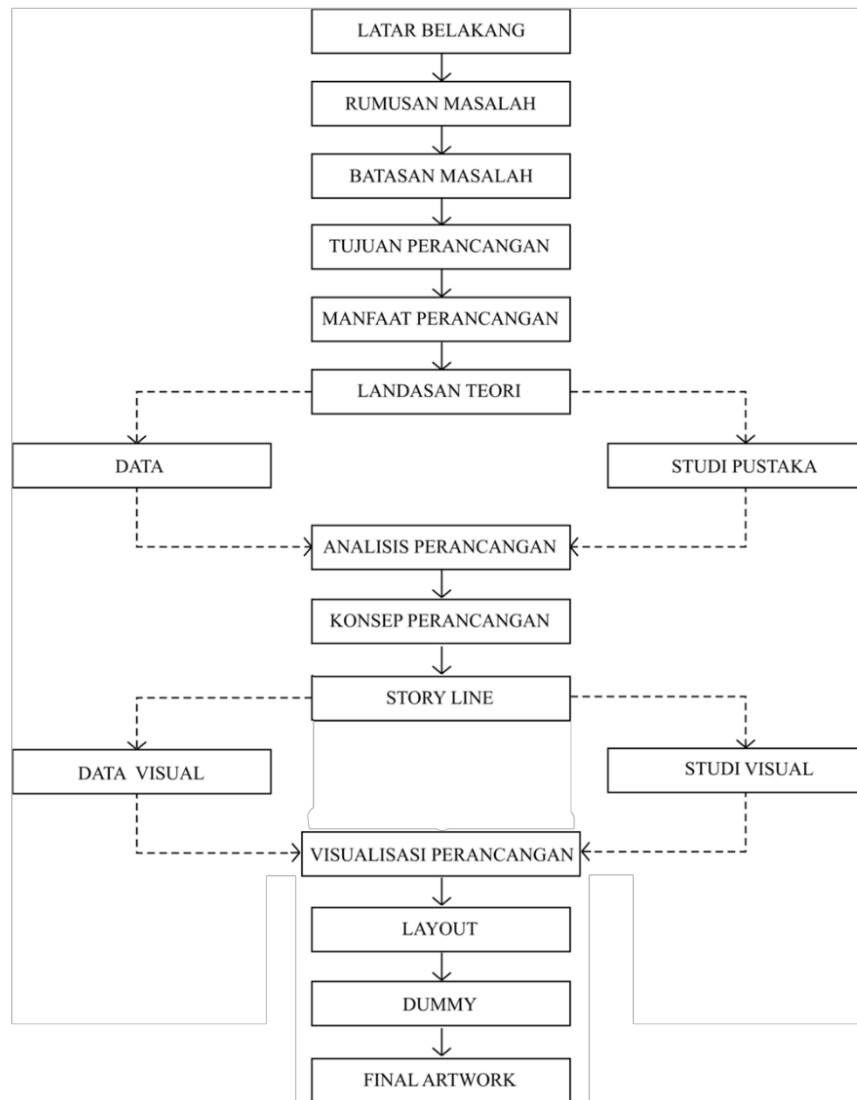 LATAR BELAKANG
RUMUSAN MASALAH
BATASAN MASALAH
TUJUAN PERANCANGAN
MANFAAT PERANCANGAN
LANDASAN TEORI
DATA
STUDI PUSTAKA
ANALISIS PERANCANGAN
KONSEP PERANCANGAN
STORY LINE
DATA VISUAL
STUDI VISUAL
VISUALISASI PERANCANGAN
LAYOUT
DUMMY
FINAL ARTWORK